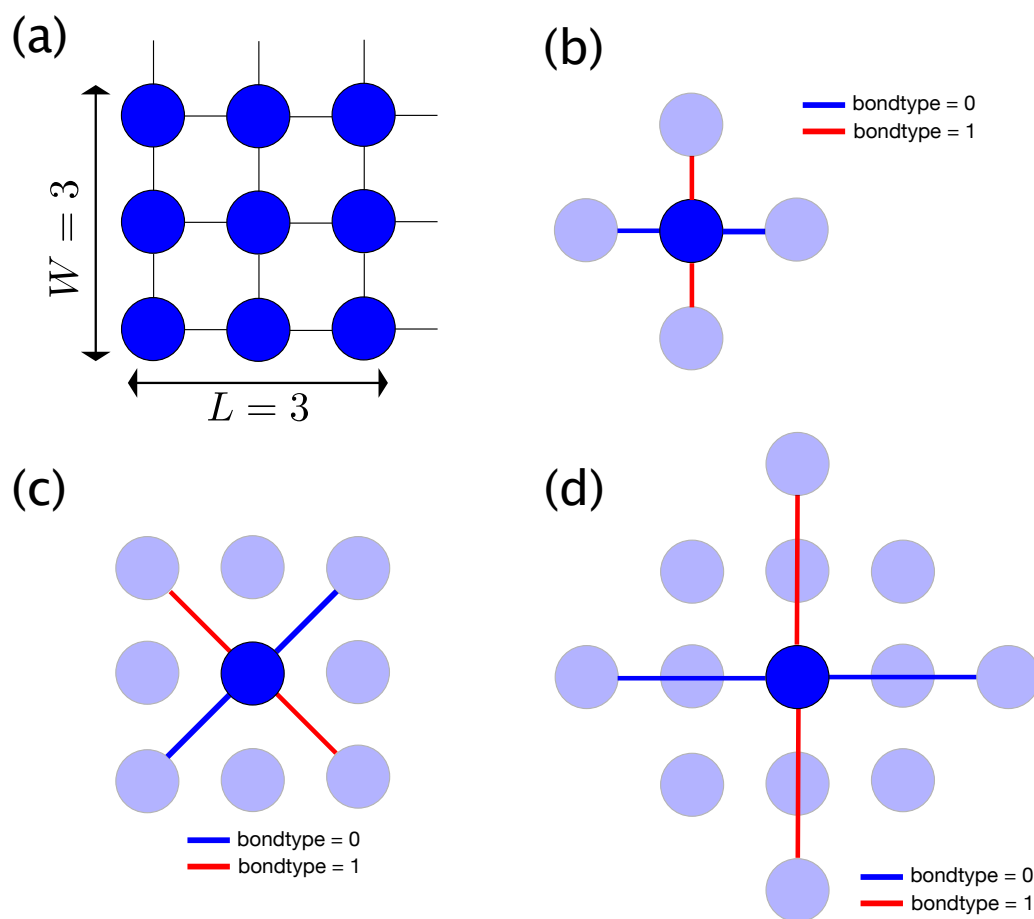 (a)
W = 3
L = 3
(b)
bondtype = 0
bondtype = 1
(c)
bondtype = 0
bondtype = 1
(d)
bondtype = 0
bondtype = 1